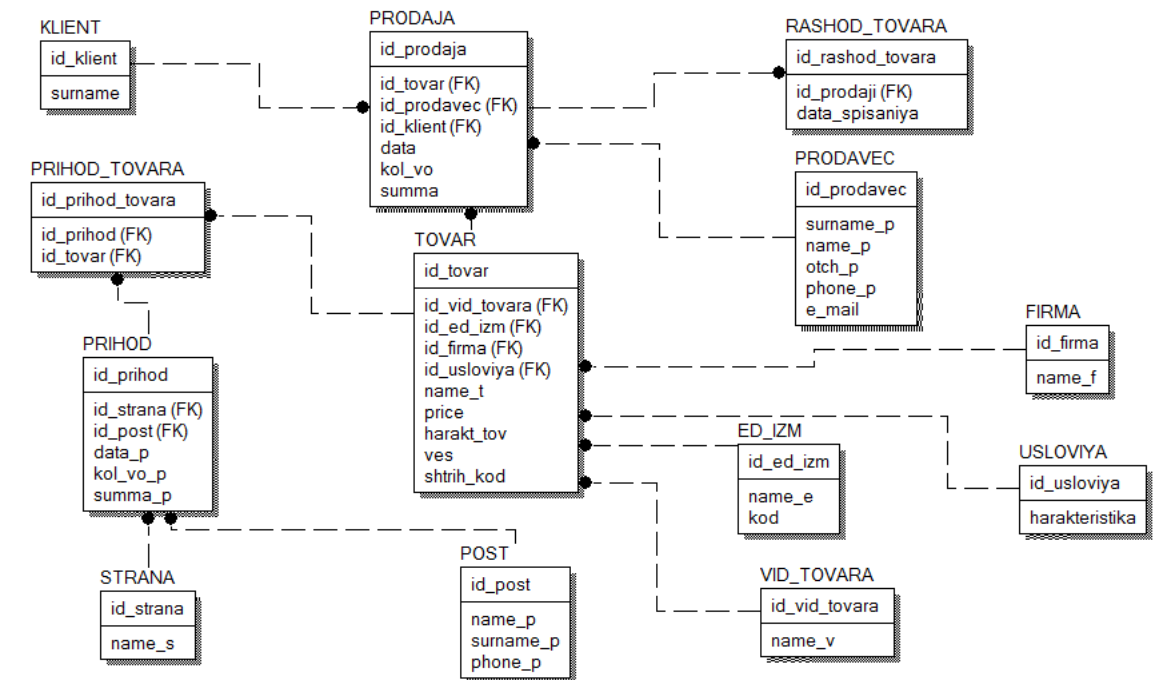 KLIENT
id_klient
surname
PRODAJA
id_prodaja
id_tovar (FK)
id_prodavec (FK)
id_klient (FK)
data
kol_vo
summa
RASHOD_TOVARA
id_rashod_tovara
id_prodaji (FK)
data_spisaniya
PRIHOD_TOVARA
id_prihod_tovara
id_prihod (FK)
id_tovar (FK)
PRODAVEC
id_prodavec
surname_p
name_p
otch_p
phone_p
e_mail
TOVAR
id_tovar
id_vid_tovara (FK)
id_ed_izm (FK)
id_firma (FK)
id_usloviya (FK)
name_t
price
harakt_tov
ves
shtrih_kod
FIRMA
id_firma
name_f
PRIHOD
id_prihod
id_strana (FK)
id_post (FK)
data_p
kol_vo_p
summa_p
ED_IZM
id_ed_izm
name_e
kod
USLOVIYA
id_usloviya
harakteristika
STRANA
id_strana
name_s
POST
id_post
name_p
surname_p
phone_p
VID_TOVARA
id_vid_tovara
name_v